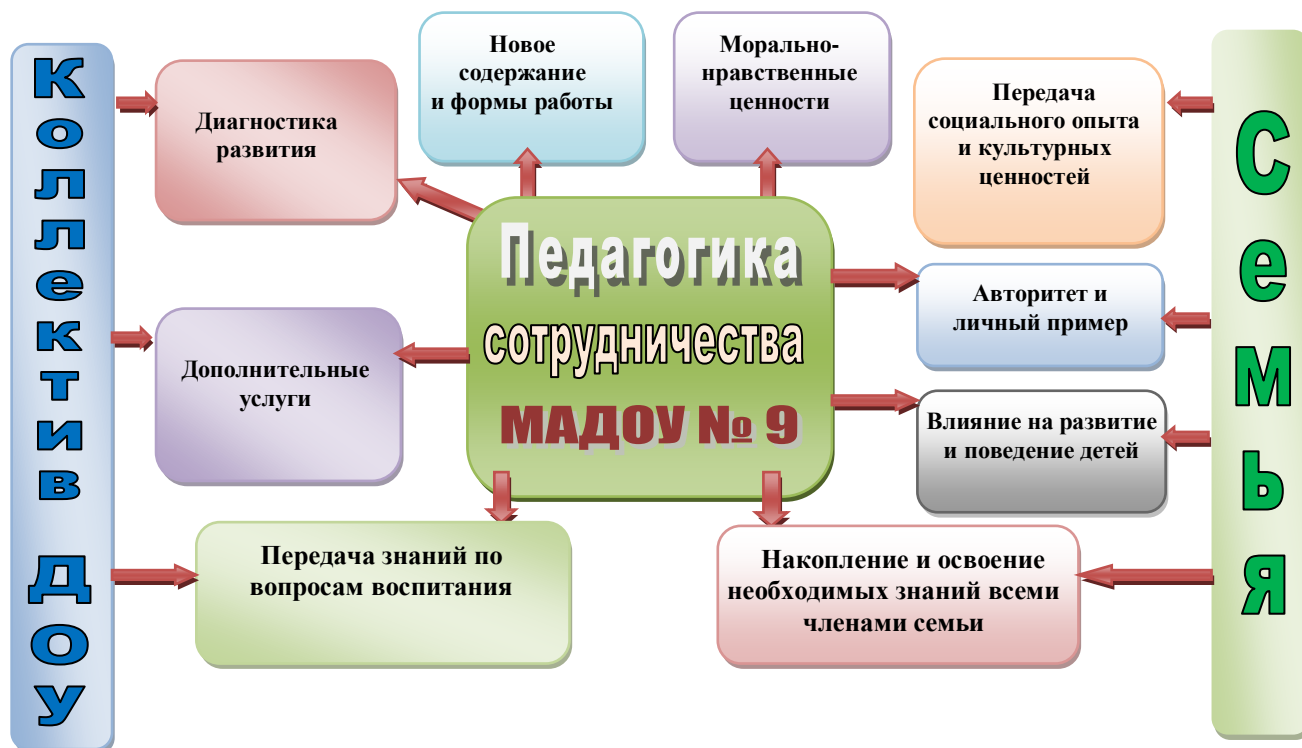 Коллектив ДОУ
Диагностика
развития
Дополнительные
услуги
Передача знаний по
вопросам воспитания
Новое
содержание
и формы работы
Морально-
нравственные
ценности
Педагогика
сотрудничества
МАДОУ № 9
Передача
социального опыта
и культурных
ценностей
Авторитет и
личный пример
Влияние на развитие
и поведение детей
Накопление и освоение
необходимых знаний всеми
членами семьи
Семья